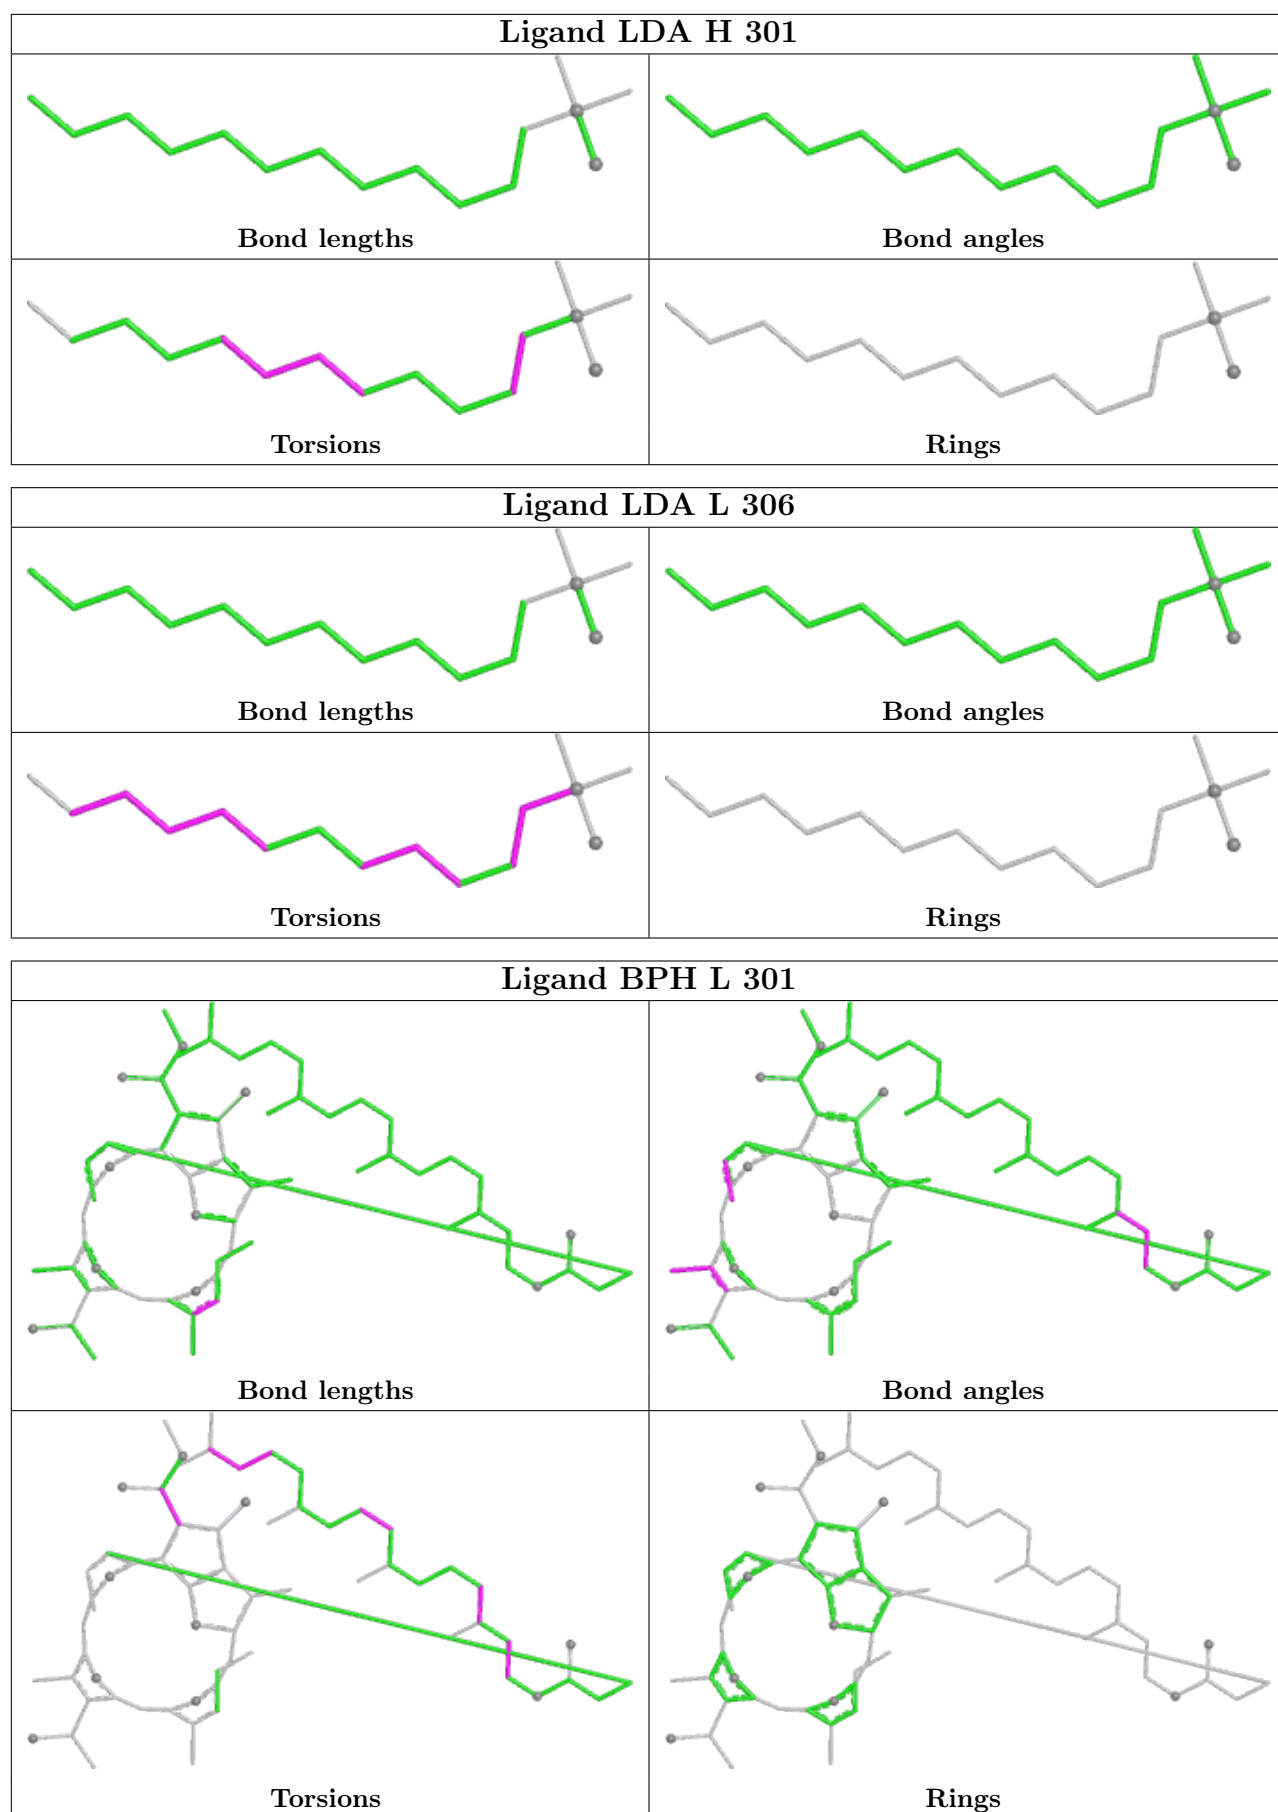 Ligand LDA H 301
Bond lengths
Bond angles
Torsions
Rings
Ligand LDA L 306
Bond lengths
Bond angles
Torsions
Rings
Ligand BPH L 301
Bond lengths
Bond angles
Torsions
Rings